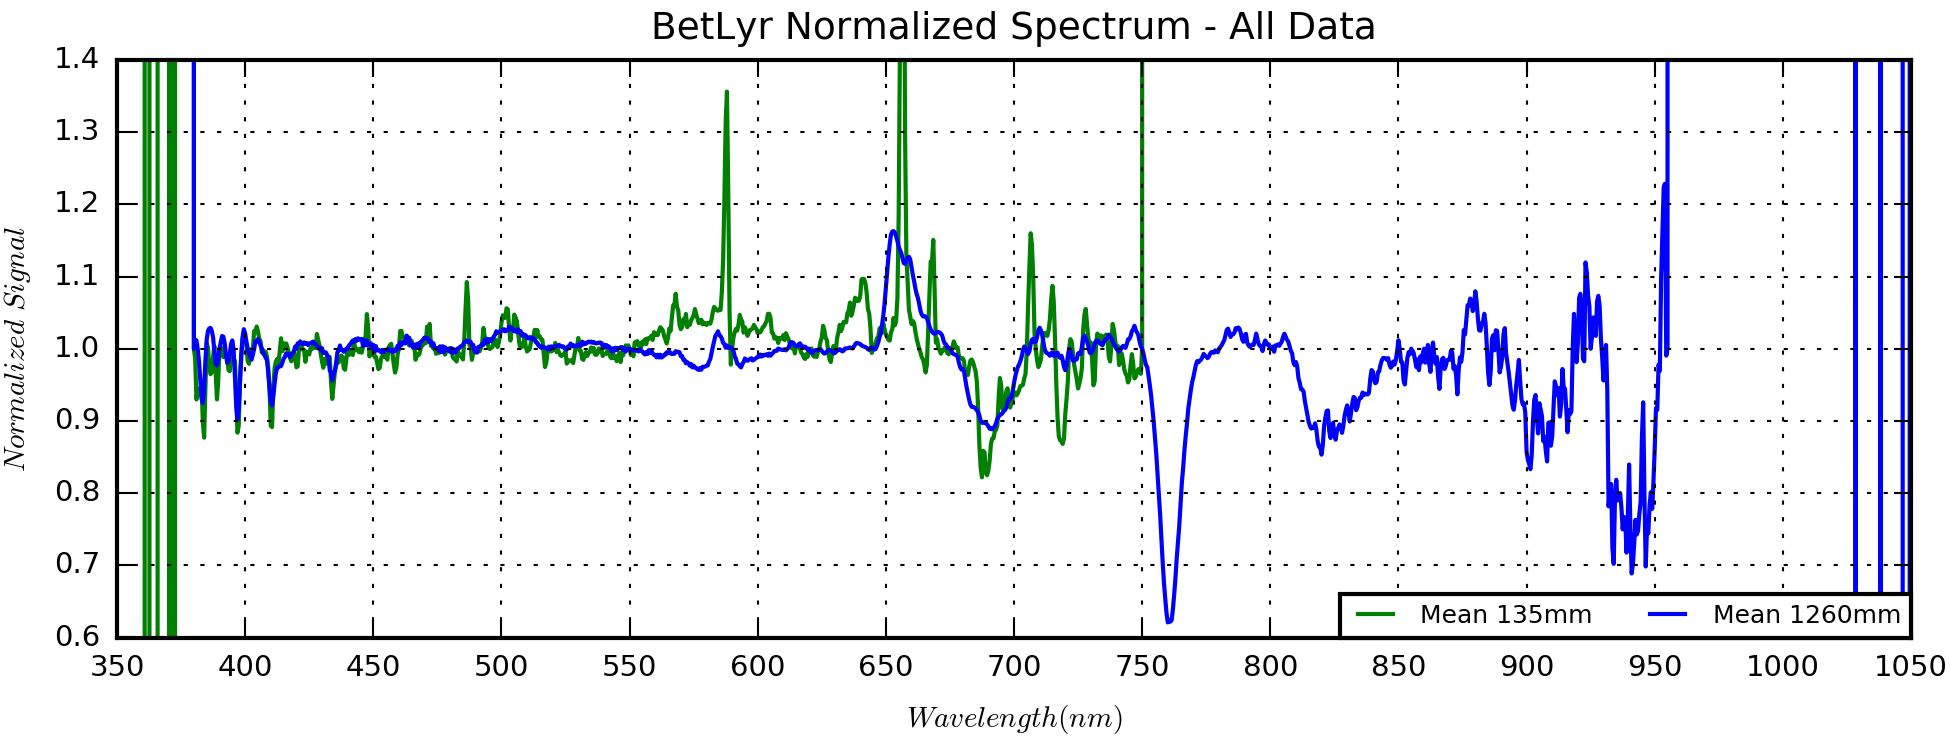 BetLyr Normalized Spectrum - All Data
1.4
1.3
1.2
1.1
1.0
0.9
0.8
0.7
0.6
Normalized Signal
350 400 450 500 550 600 650 700 750 800 850 900 950 1000 1050
Wavelength(nm)
Mean 135mm Mean 1260mm